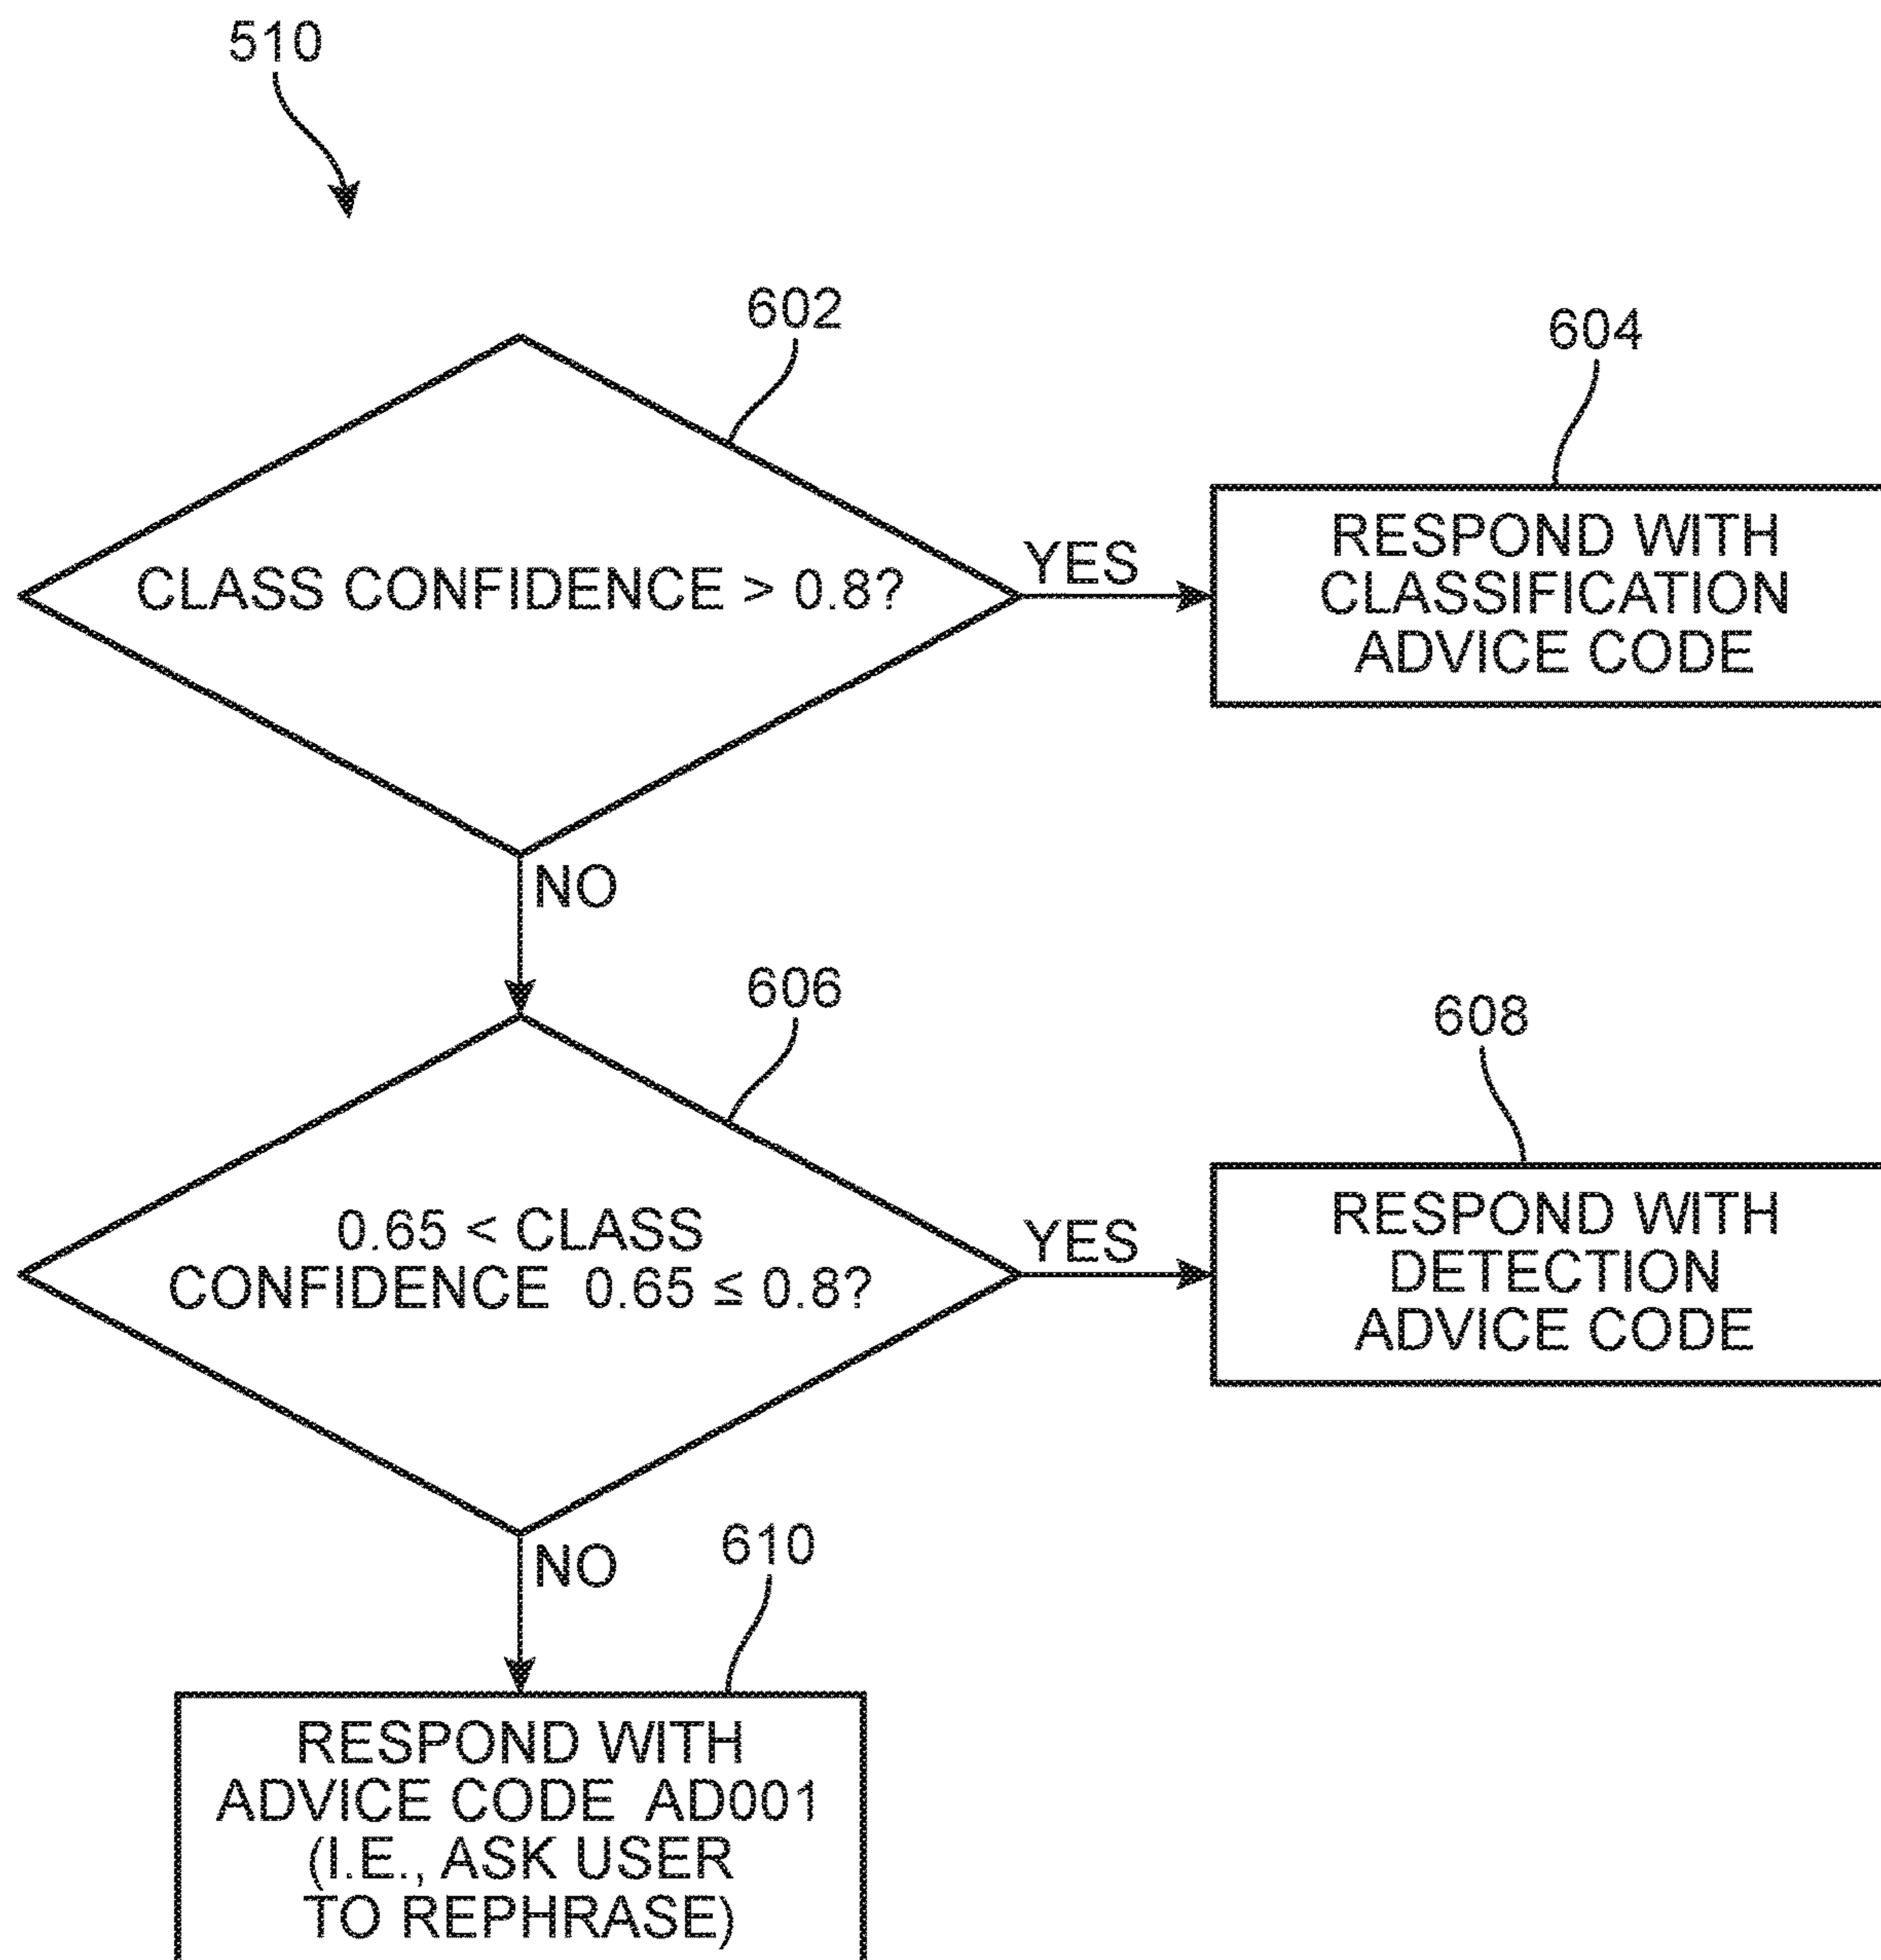 510
602
604
CLASS CONFIDENCE > 0.8?
YES
RESPOND WITH
CLASSIFICATION
ADVICE CODE
NO
606
608
0.65 < CLASS
CONFIDENCE 0.65 ≤ 0.8?
YES
RESPOND WITH
DETECTION
ADVICE CODE
NO
610
RESPOND WITH
ADVICE CODE AD001
(I.E., ASK USER
TO REPHRASE)